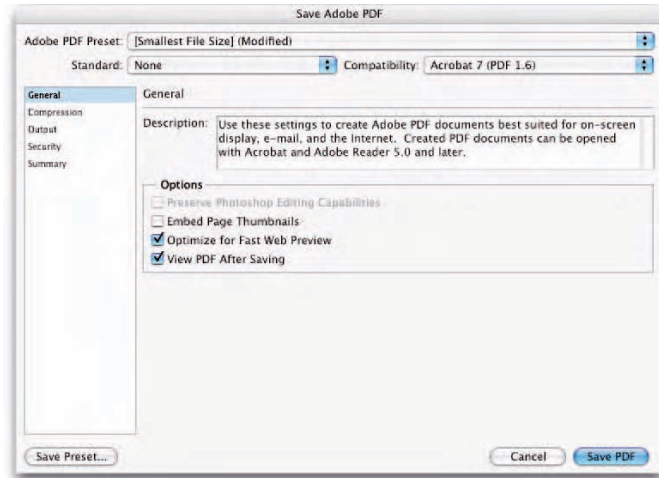 Save Adobe PDF
Adobe PDF Preset: [Smallest File Size] (Modified)
Standard: None Compatibility: Acrobat 7 (PDF 1.6)
General
Compression
Output
Security
Summary
General
Description: Use these settings to create Adobe PDF documents best suited for on-screen
display, e-mail, and the Internet. Created PDF documents can be opened
with Acrobat and Adobe Reader 5.0 and later.
Options
Preserve Photoshop Editing Capabilities
Embed Page Thumbnails
Optimize for Fast Web Preview
View PDF After Saving
Save Preset... Cancel Save PDF